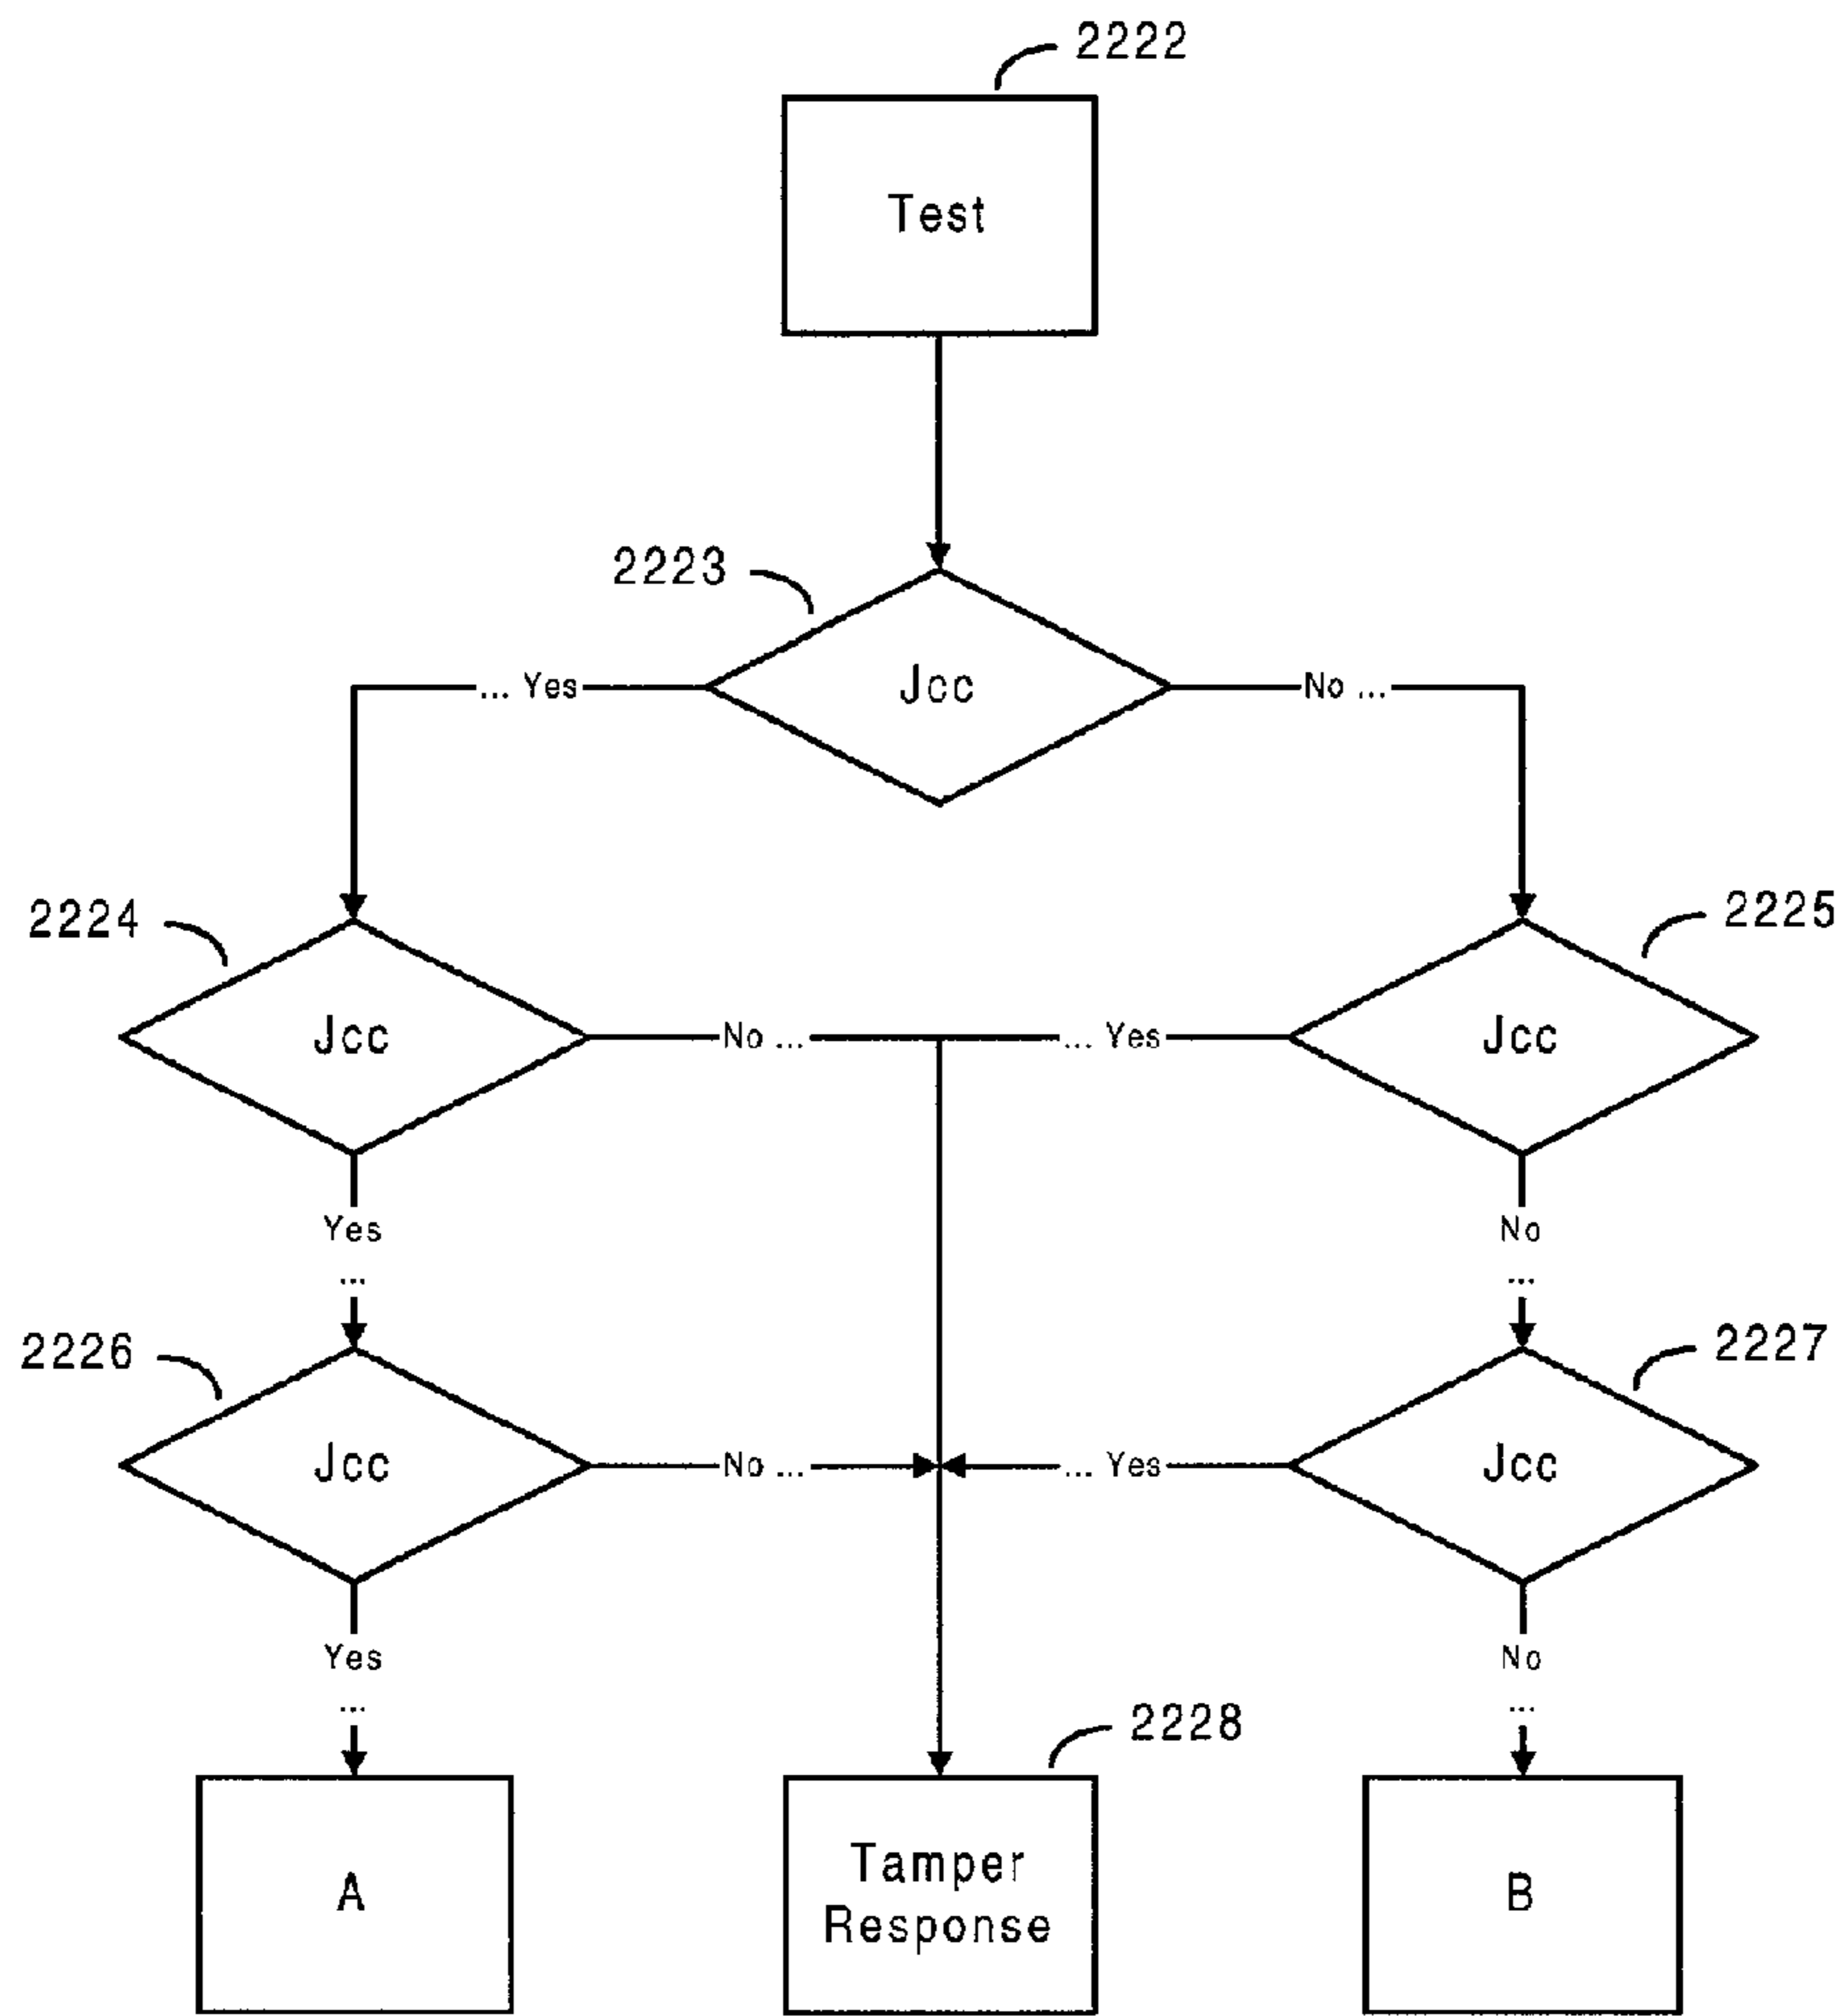 2222
Test
2223
Jcc
... Yes
No ...
2224
2225
Jcc
No ...
... Yes
Jcc
Yes
...
No
...
2226
2227
Jcc
No ...
... Yes
Jcc
Yes
...
No
...
2228
A
Tamper
Response
B